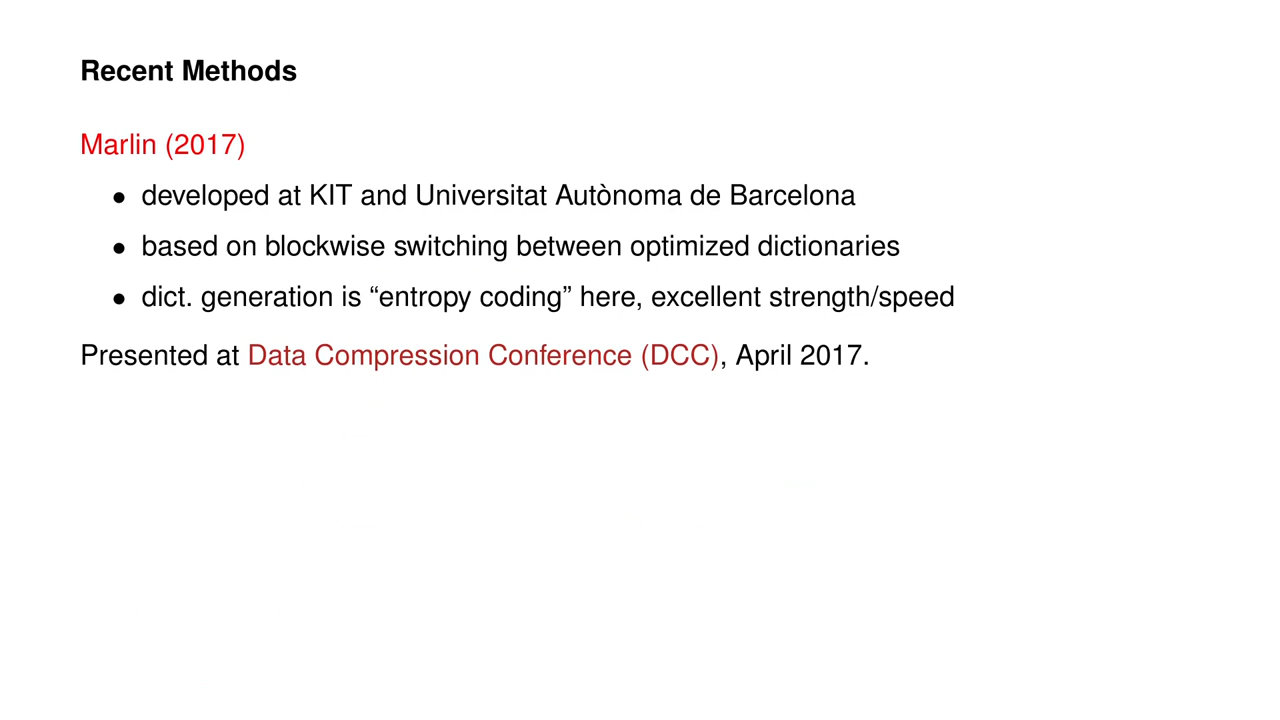 Recent Methods
Marlin (2017)
• developed at KIT and Universitat Autònoma de Barcelona
• based on blockwise switching between optimized dictionaries
• dict. generation is “entropy coding” here, excellent strength/speed
Presented at Data Compression Conference (DCC), April 2017.